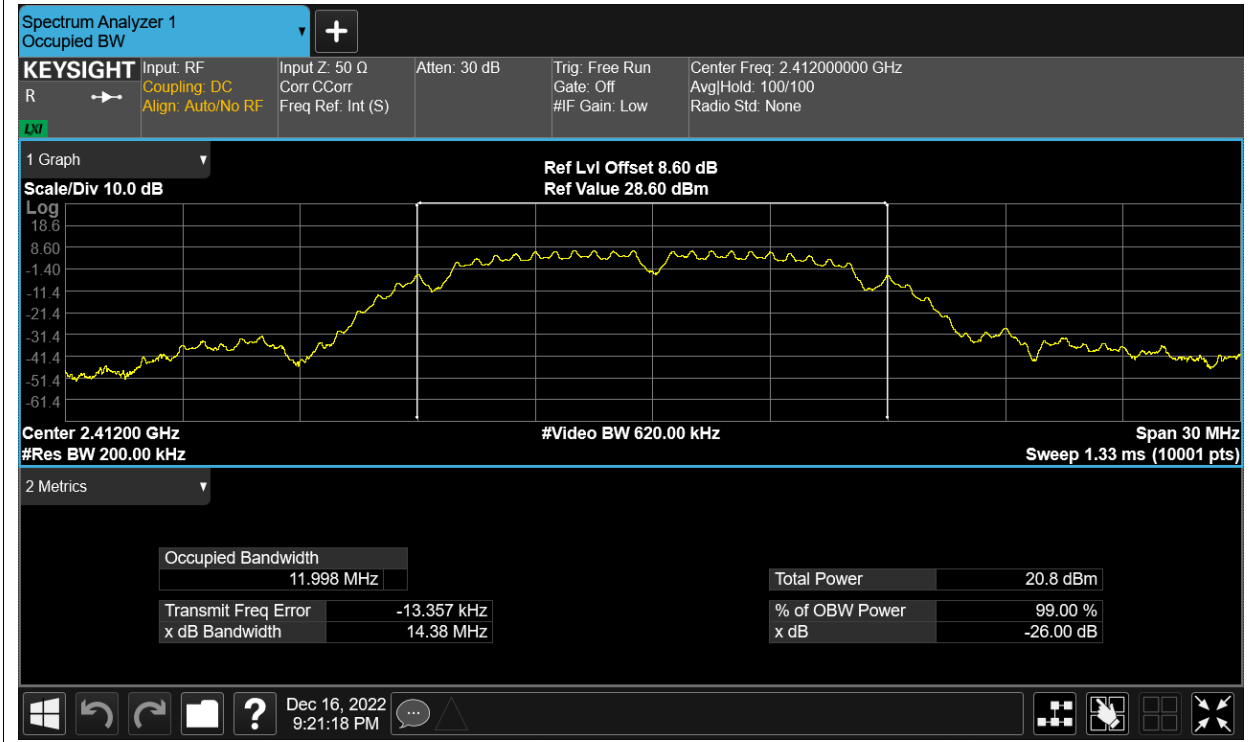 Spectrum Analyzer 1
Occupied BW
KEYSIGHT
R
LXI
Input: RF
Coupling: DC
Align: Auto/No RF
Input Z: 50 Ω
Corr CCorr
Freq Ref: Int (S)
Atten: 30 dB
Trig: Free Run
Gate: Off
#IF Gain: Low
Center Freq: 2.412000000 GHz
Avg|Hold: 100/100
Radio Std: None
1 Graph
Scale/Div 10.0 dB
Ref Lvl Offset 8.60 dB
Ref Value 28.60 dBm
Log
18.6
8.60
-1.40
-11.4
-21.4
-31.4
-41.4
-51.4
-61.4
Center 2.41200 GHz
#Video BW 620.00 kHz
Span 30 MHz
#Res BW 200.00 kHz
Sweep 1.33 ms (10001 pts)
2 Metrics
Occupied Bandwidth
11.998 MHz
Total Power 20.8 dBm
Transmit Freq Error -13.357 kHz
% of OBW Power 99.00 %
x dB Bandwidth 14.38 MHz
x dB -26.00 dB
?
Dec 16, 2022
9:21:18 PM